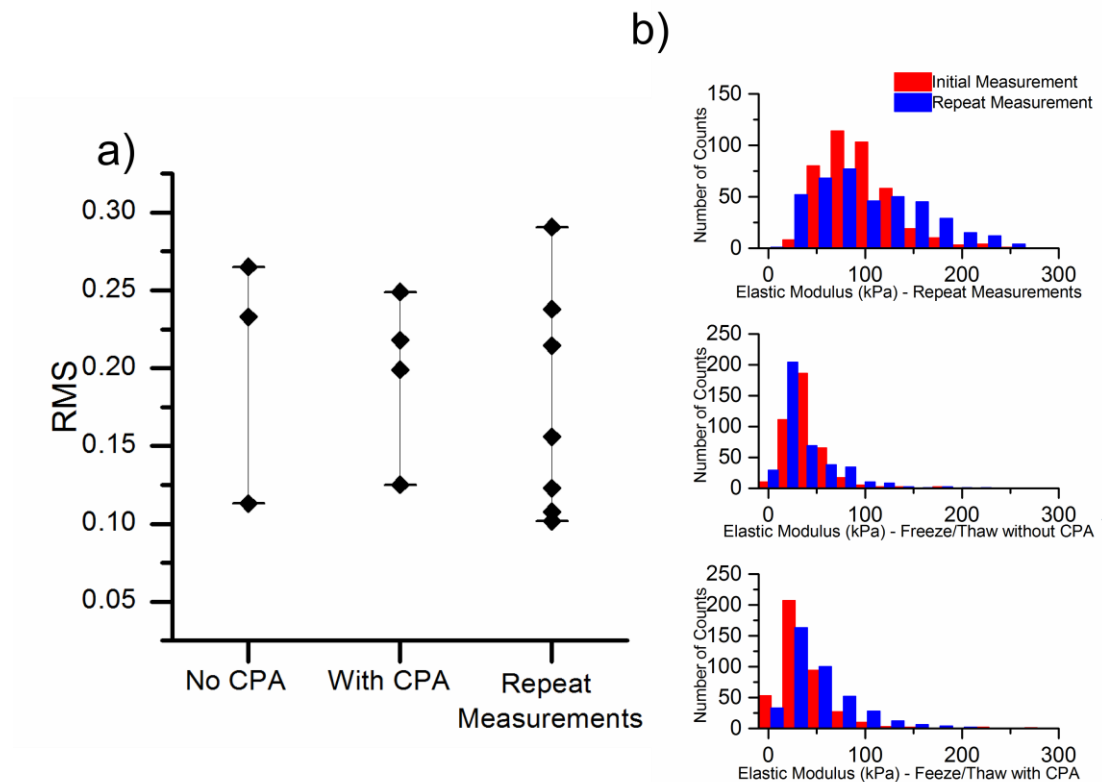 a)
RMS
0.30
0.25
0.20
0.15
0.10
0.05
No CPA
With CPA
Repeat
Measurements
b)
Initial Measurement
Repeat Measurement
Number of Counts
150
100
50
0
0 100 200 300
Elastic Modulus (kPa) - Repeat Measurements
Number of Counts
250
200
150
100
50
0
0 100 200 300
Elastic Modulus (kPa) - Freeze/Thaw without CPA
Number of Counts
250
200
150
100
50
0
0 100 200 300
Elastic Modulus (kPa) - Feeze/Thaw with CPA